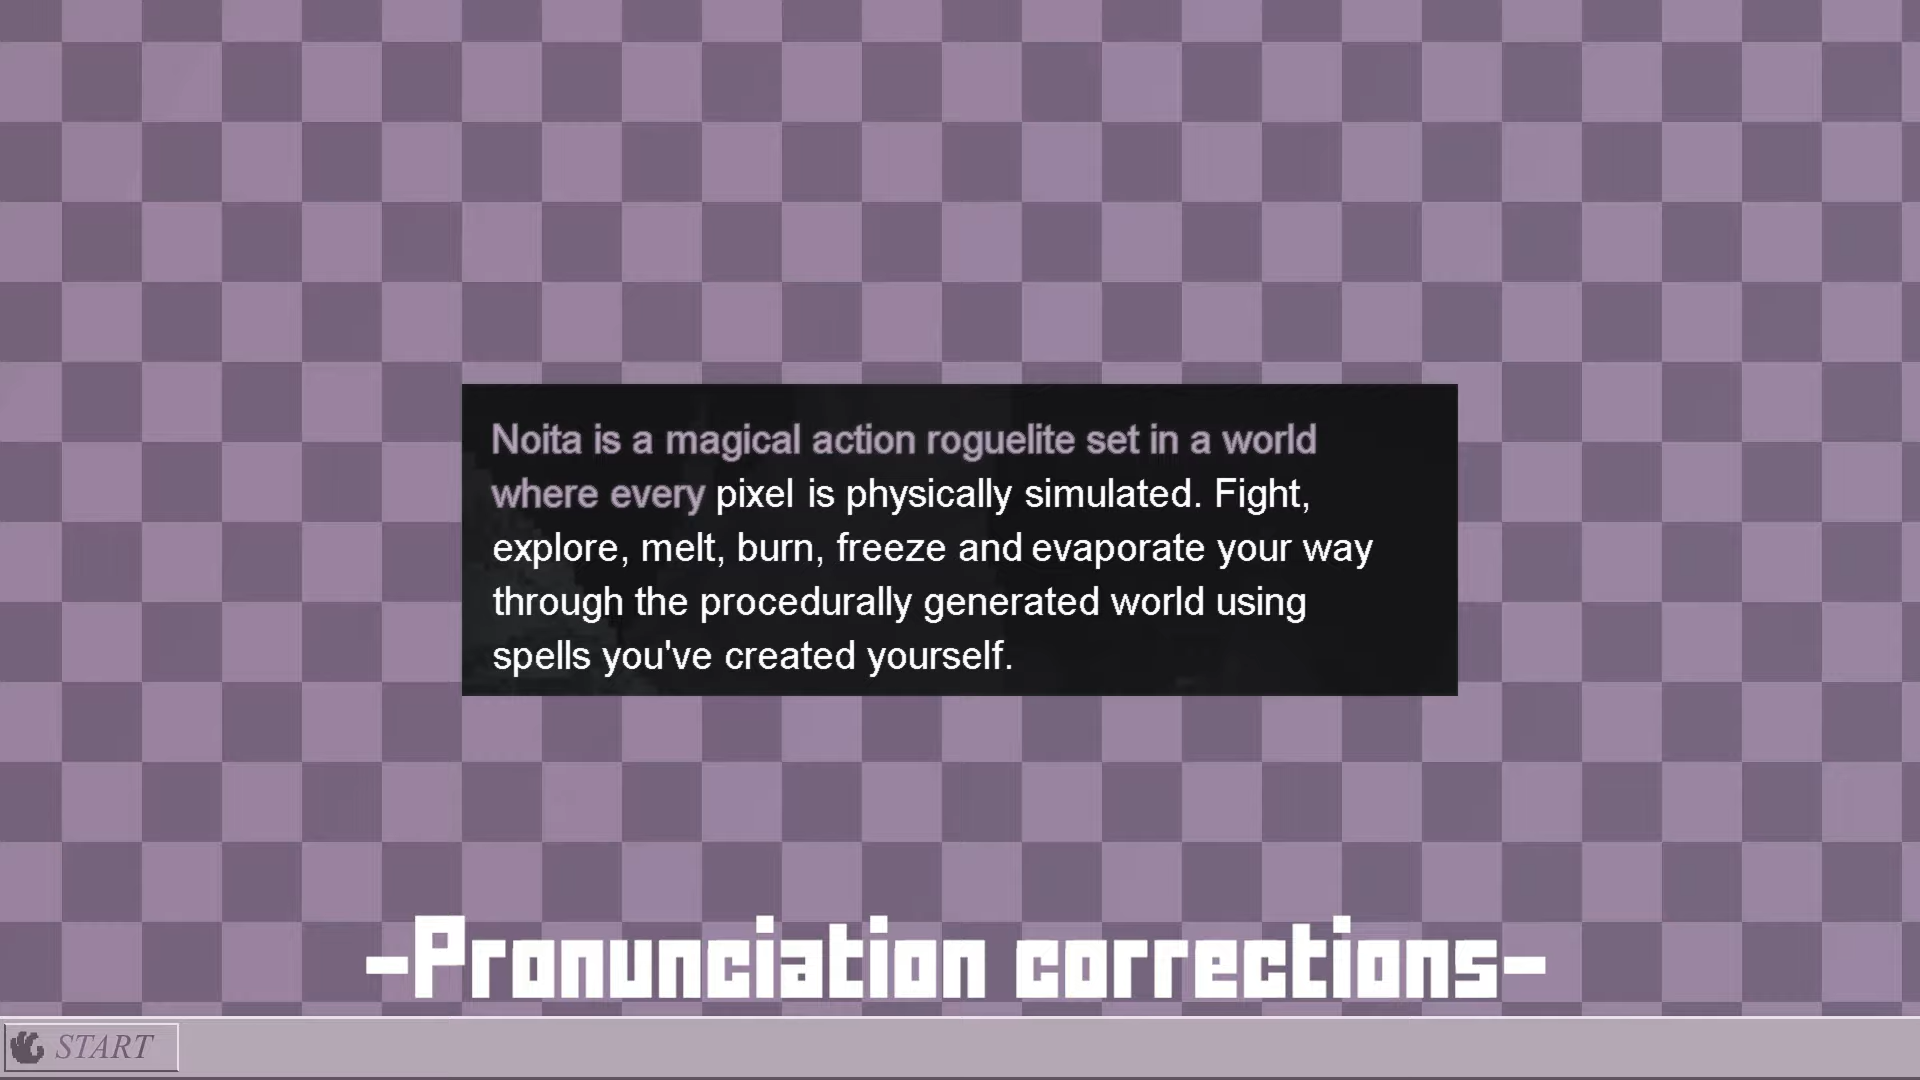 Noita is a magical action roguelite set in a world
where every pixel is physically simulated. Fight,
explore, melt, burn, freeze and evaporate your way
through the procedurally generated world using
spells you've created yourself.
-Pronunciation corrections-
START